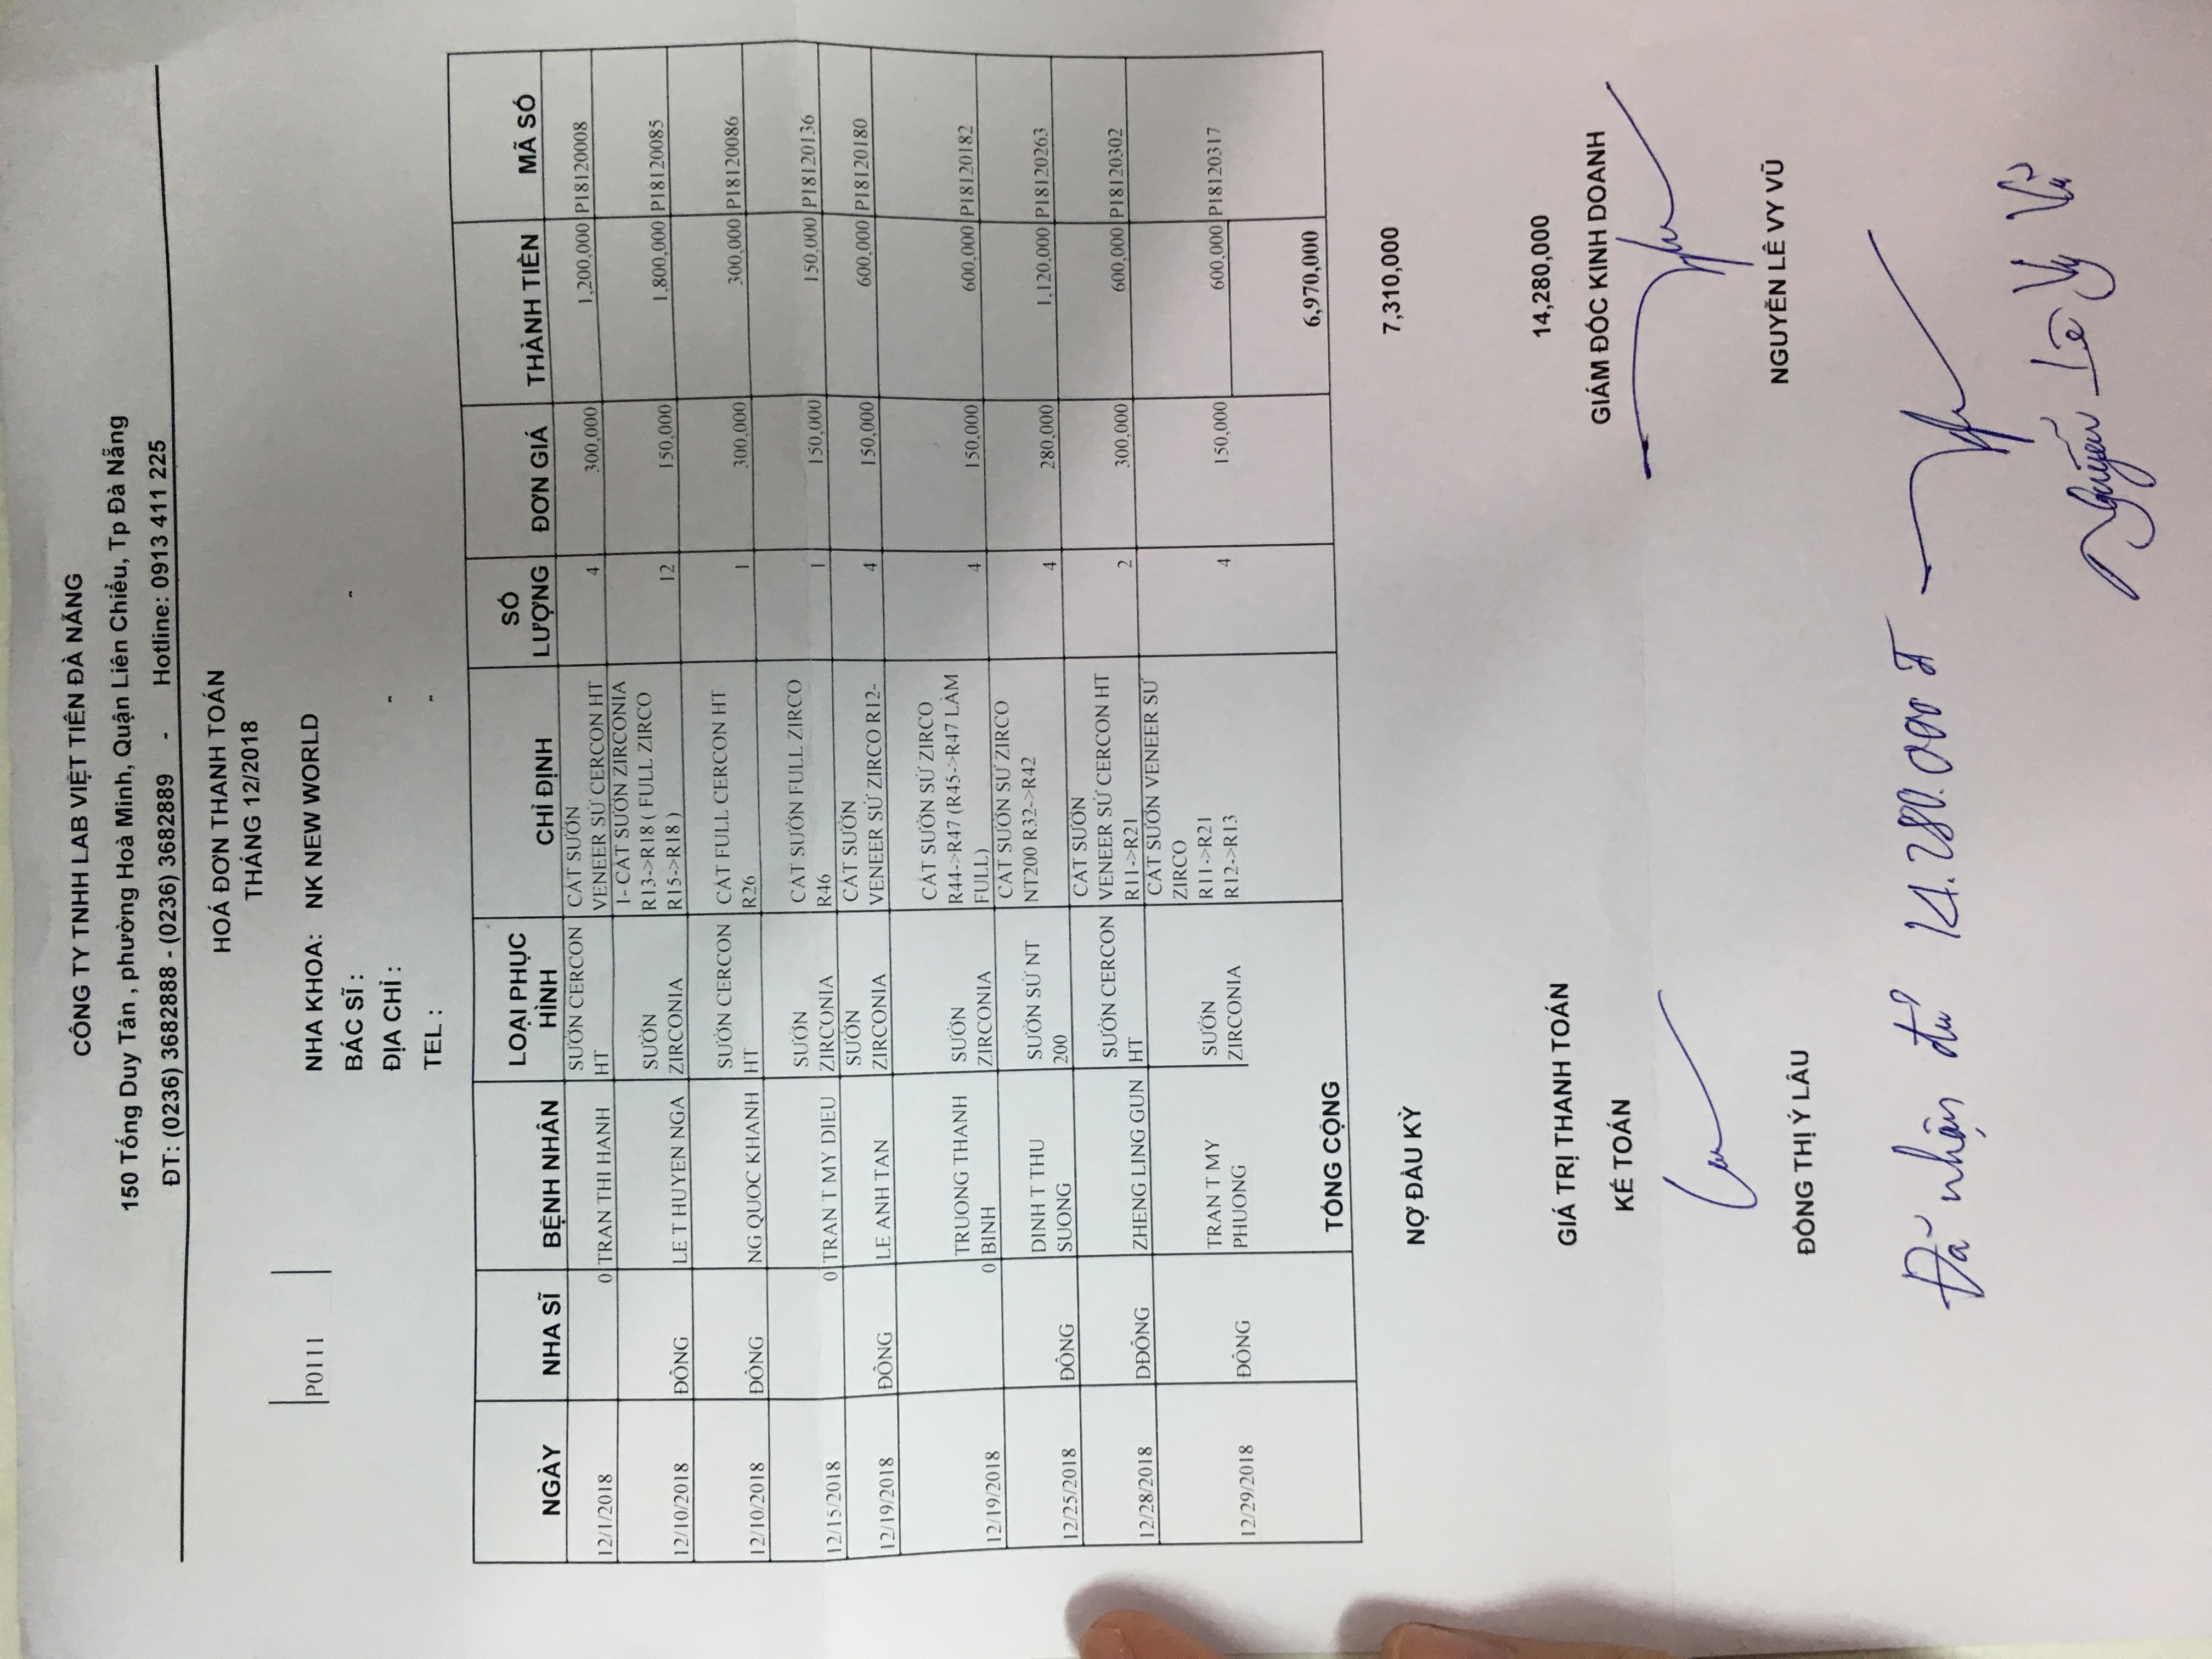 CÔNG TY TNHH LAB VIỆT TIÊN ĐÀ NẴNG
150 Tống Duy Tân , phường Hoà Minh, Quận Liên Chiểu, Tp Đà Nẵng
ĐT: (0236) 3682888 - (0236) 3682889 - Hotline: 0913 411 225
HOÁ ĐƠN THANH TOÁN
THÁNG 12/2018
P0111
NHA KHOA: NK NEW WORLD
BÁC SĨ : -
ĐỊA CHỈ : -
TEL : -
NGÀY NHA SĨ BỆNH NHÂN LOẠI PHỤC HÌNH CHỈ ĐỊNH SỐ LƯỢNG ĐƠN GIÁ THÀNH TIỀN MÃ SỐ
12/1/2018 0 TRAN THI HANH SƯỜN CERCON HT CẮT SƯỜN VENEER SỨ CERCON HT 4 300,000 1,200,000 P18120008
12/10/2018 ĐÔNG LE T HUYEN NGA SƯỜN ZIRCONIA 1- CẮT SƯỜN ZIRCONIA R13->R18 ( FULL ZIRCO R15->R18 ) 12 150,000 1,800,000 P18120085
12/10/2018 ĐÔNG NG QUOC KHANH SƯỜN CERCON HT CẮT FULL CERCON HT R26 1 300,000 300,000 P18120086
12/15/2018 0 TRAN T MY DIEU SƯỜN ZIRCONIA CẮT SƯỜN FULL ZIRCO R46 1 150,000 150,000 P18120136
12/19/2018 ĐÔNG LE ANH TAN SƯỜN ZIRCONIA CẮT SƯỜN VENEER SỨ ZIRCO R12- 4 150,000 600,000 P18120180
12/19/2018 0 TRUONG THANH BINH SƯỜN ZIRCONIA CẮT SƯỜN SỨ ZIRCO R44->R47 (R45->R47 LÀM FULL) 4 150,000 600,000 P18120182
12/25/2018 ĐÔNG DINH T THU SUONG SƯỜN SỨ NT 200 CẮT SƯỜN SỨ ZIRCO NT200 R32->R42 4 280,000 1,120,000 P18120263
12/28/2018 DĐÔNG ZHENG LING GUN SƯỜN CERCON HT CẮT SƯỜN VENEER SỨ CERCON HT R11->R21 2 300,000 600,000 P18120302
12/29/2018 ĐÔNG TRAN T MY PHUONG SƯỜN ZIRCONIA CẮT SƯỜN VENEER SỨ ZIRCO R11->R21 R12->R13 4 150,000 600,000 P18120317
TỔNG CỘNG 6,970,000
NỢ ĐẦU KỲ 7,310,000
GIÁ TRỊ THANH TOÁN 14,280,000
KẾ TOÁN GIÁM ĐỐC KINH DOANH
ĐỒNG THỊ Ý LÂU NGUYỄN LÊ VY VŨ
Đã nhận đủ 14.280.000 đ
Nguyễn Lê Vy Vũ